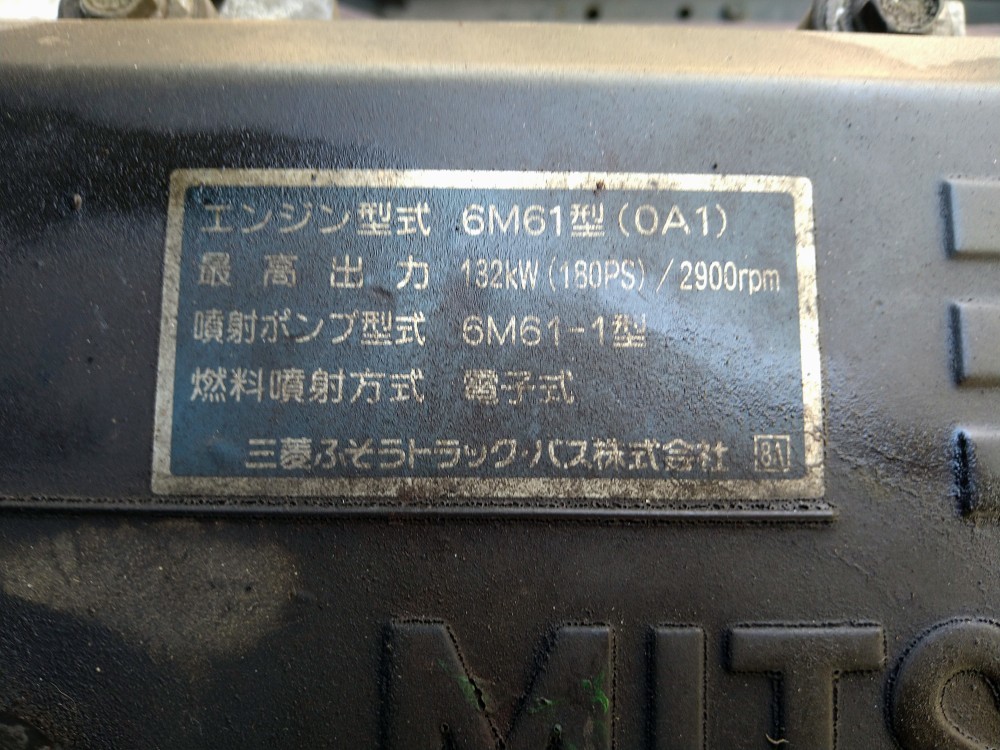 エンジン型式 6M61型(0A1)
最高出力 132kW(180PS)/2900rpm
噴射ポンプ型式 6M61-1型
燃料噴射方式 電子式
三菱ふそうトラック・バス株式会社 81
MITS